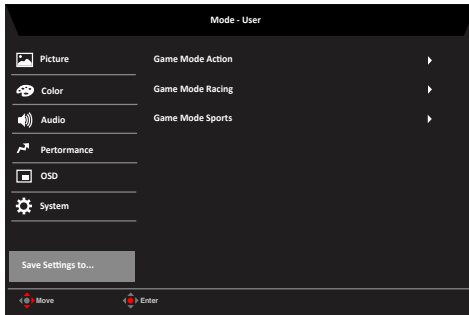 Mode - User
Picture
Game Mode Action
Color
Game Mode Racing
Audio
Game Mode Sports
Pertormance
OSD
System
Save Settings to...
Move
Enter